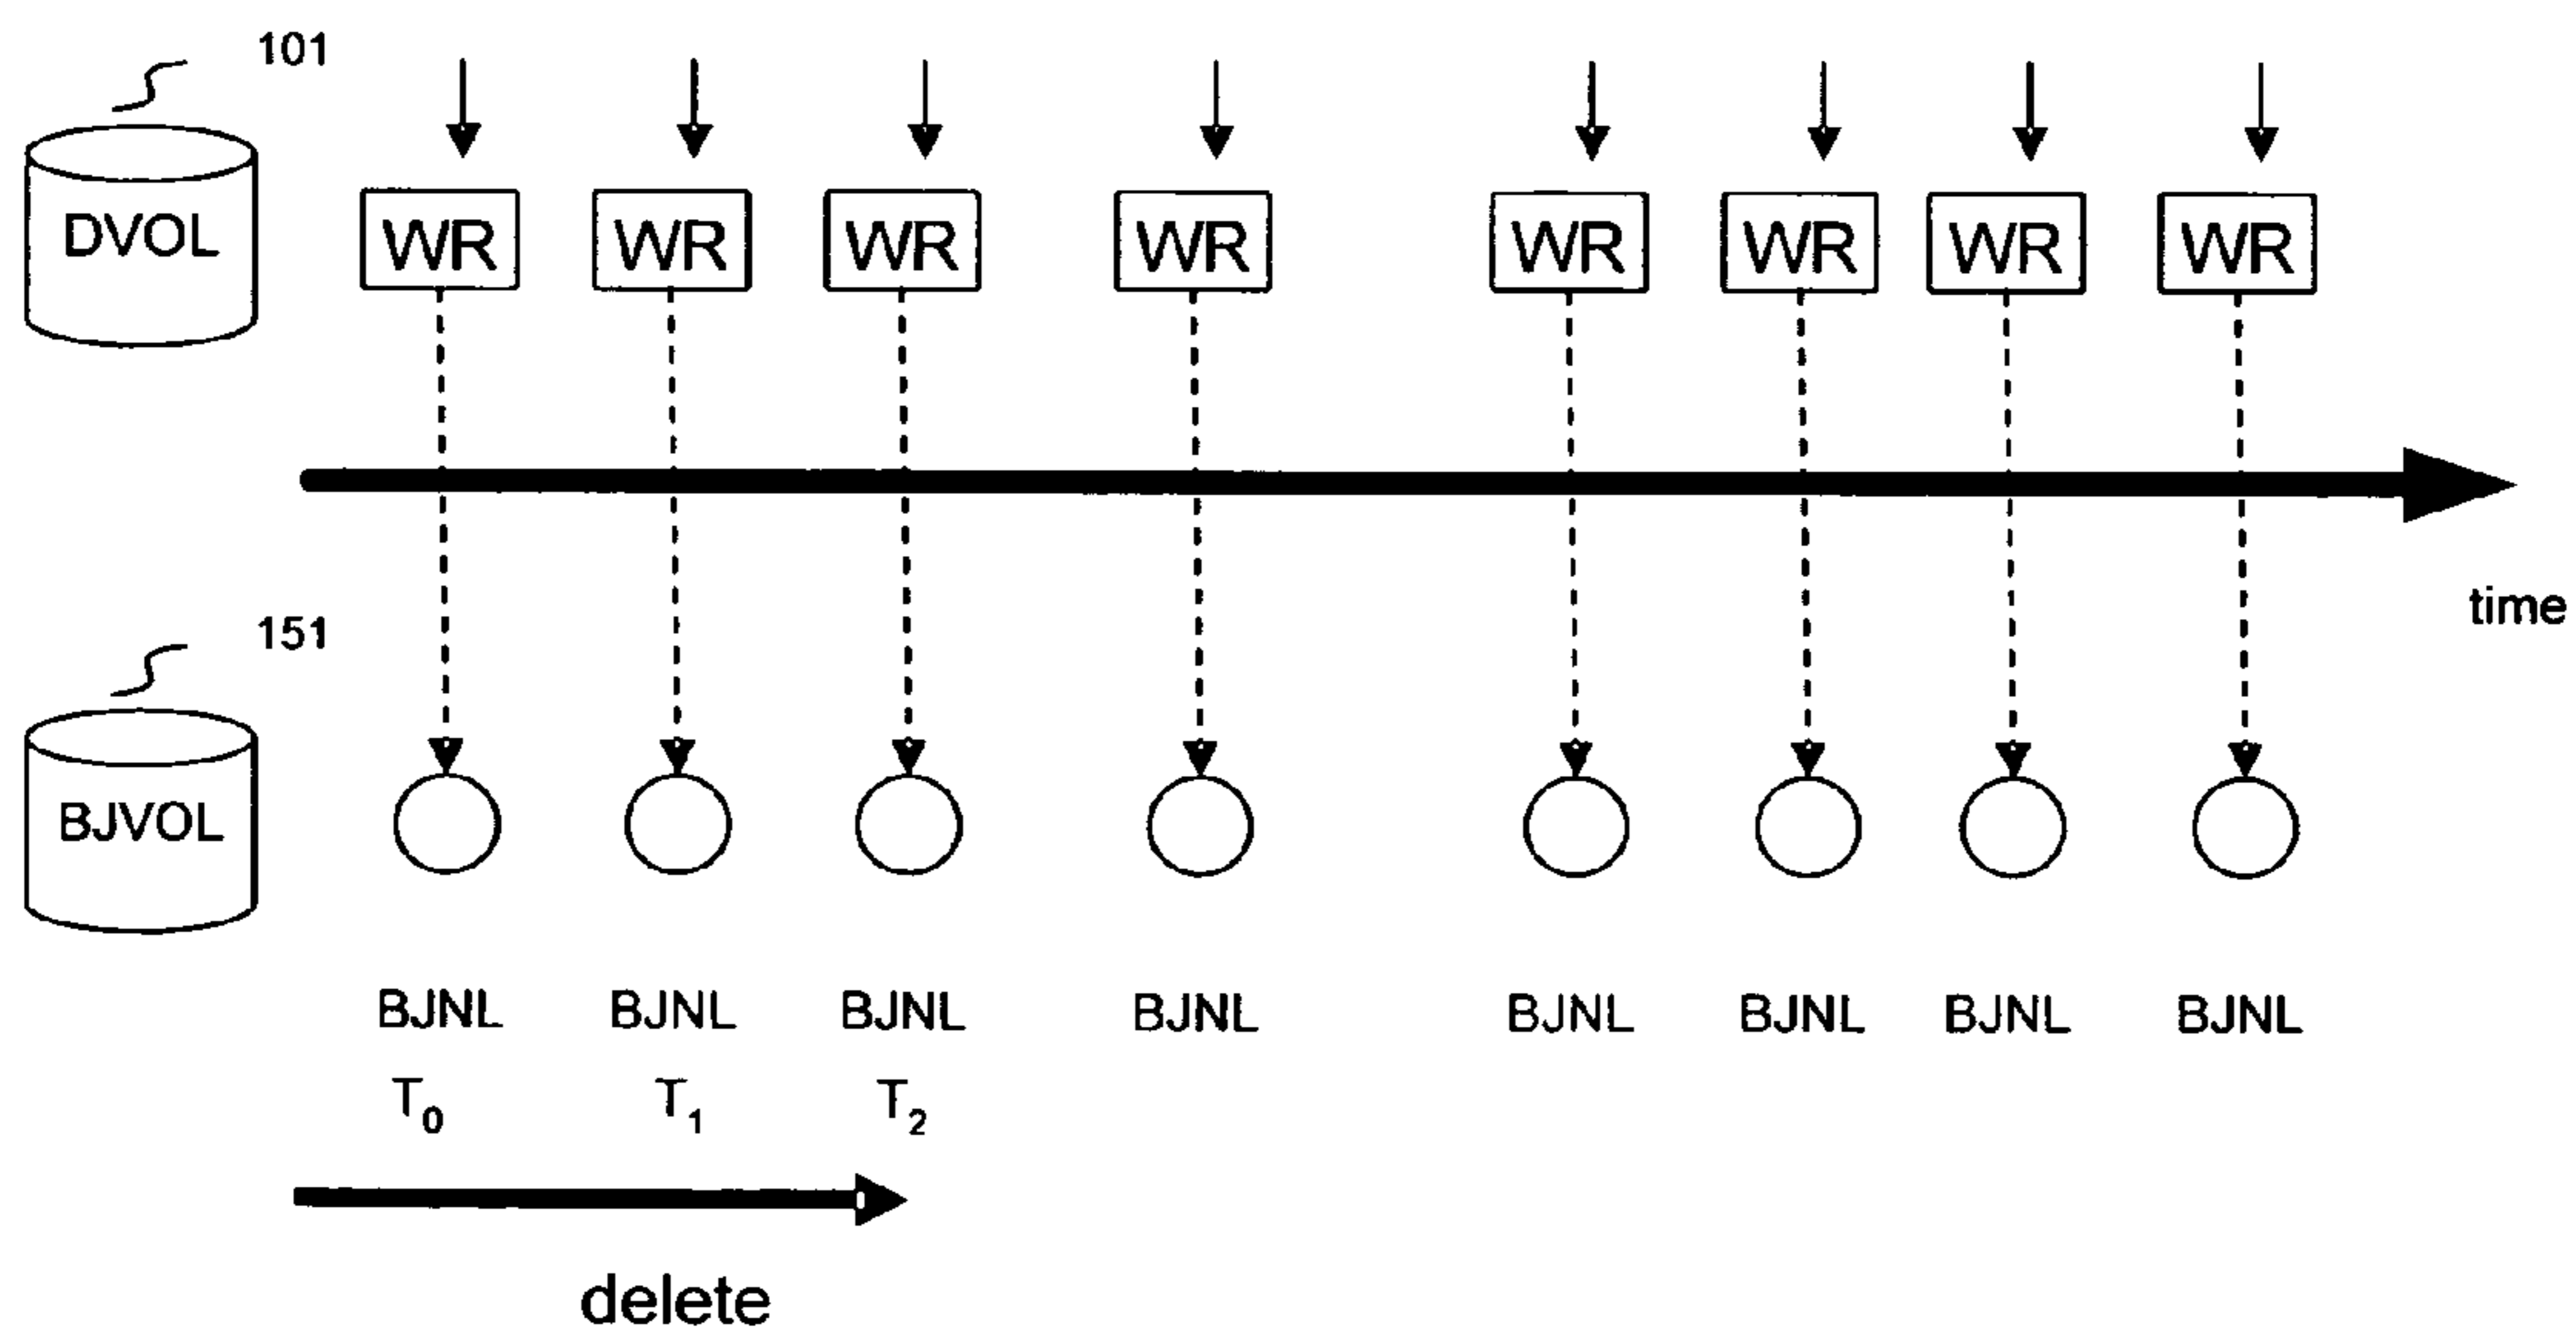 101
DVOL
WR WR WR WR WR WR WR WR
time
151
BJVOL
BJNL BJNL BJNL BJNL BJNL BJNL BJNL BJNL
T0 T1 T2
delete